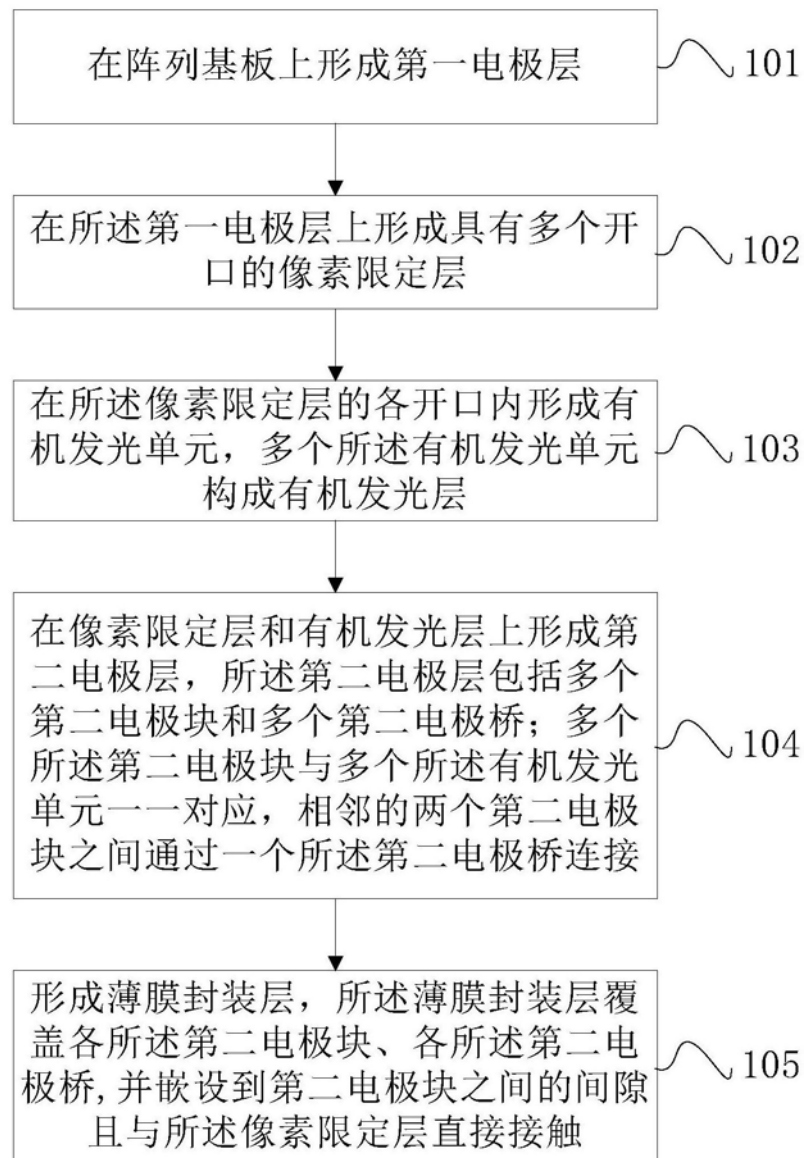 在阵列基板上形成第一电极层
101
在所述第一电极层上形成具有多个开
口的像素限定层
102
在所述像素限定层的各开口内形成有
机发光单元，多个所述有机发光单元
构成有机发光层
103
在像素限定层和有机发光层上形成第
二电极层，所述第二电极层包括多个
第二电极块和多个第二电极桥；多个
所述第二电极块与多个所述有机发光
单元一一对应，相邻的两个第二电极
块之间通过一个所述第二电极桥连接
104
形成薄膜封装层，所述薄膜封装层覆
盖各所述第二电极块、各所述第二电
极桥,并嵌设到第二电极块之间的间隙
且与所述像素限定层直接接触
105